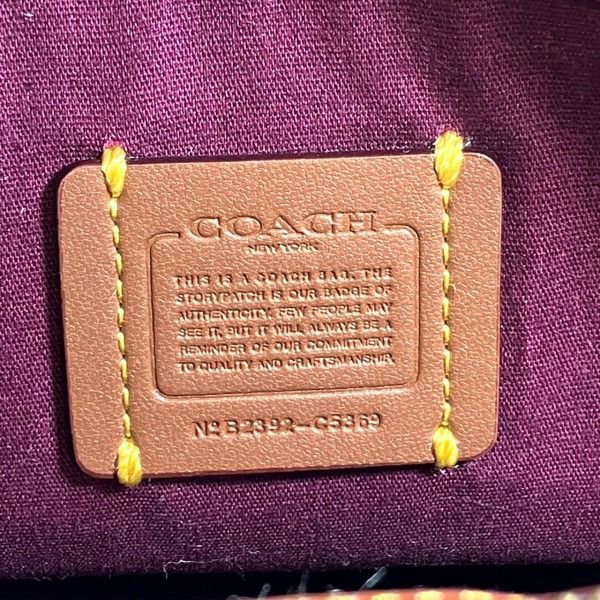 COACH
NEW YORK
THIS IS A COACH BAG. THE
STORYPATCH IS OUR BADGE OF
AUTHENTICITY. FEW PEOPLE MAY
SEE IT, BUT IT WILL ALWAYS BE A
REMINDER OF OUR COMMITMENT
TO QUALITY AND CRAFTSMANSHIP.
Nº B2392-C5369